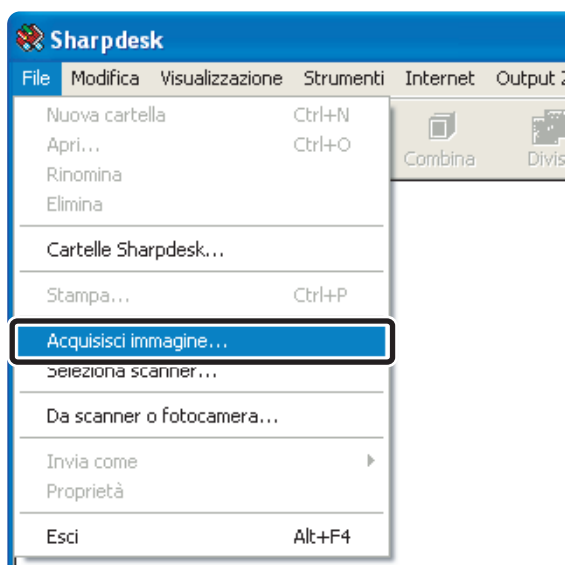 Sharpdesk
File Modifica Visualizzazione Strumenti Internet Output
Nuova cartella Ctrl+N
Apri... Ctrl+O
Rinomina
Elimina
Combina
Cartelle Sharpdesk...
Stampa... Ctrl+P
Acquisisci immagine...
Seleziona scanner...
Da scanner o fotocamera...
Invia come
Proprietà
Esci Alt+F4